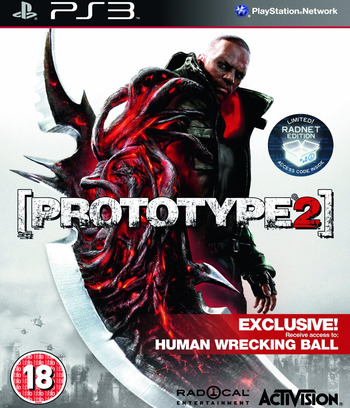 PS3
PlayStation®Network
LIMITED!
RADNET
EDITION
ACCESS CODE INSIDE
[PROTOTYPE2]
EXCLUSIVE!
Receive access to:
HUMAN WRECKING BALL
18
RADICAL
ENTERTAINMENT
ACTIVISION